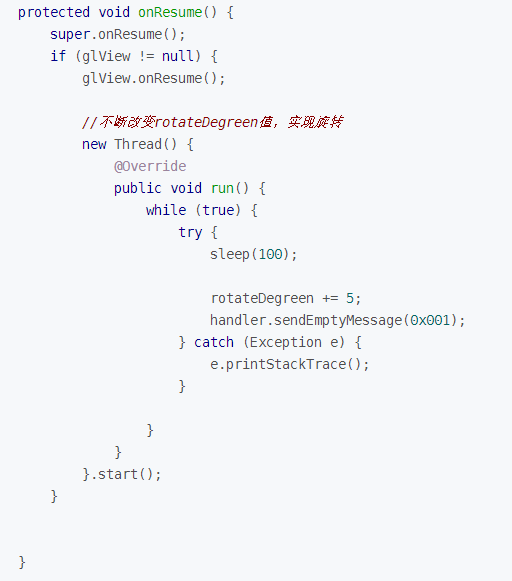 protected void onResume() {
super.onResume();
if (glView != null) {
glView.onResume();
//不断改变rotateDegreen值，实现旋转
new Thread() {
@Override
public void run() {
while (true) {
try {
sleep(100);
rotateDegreen += 5;
handler.sendEmptyMessage(0x001);
} catch (Exception e) {
e.printStackTrace();
}
}
}
}.start();
}
}